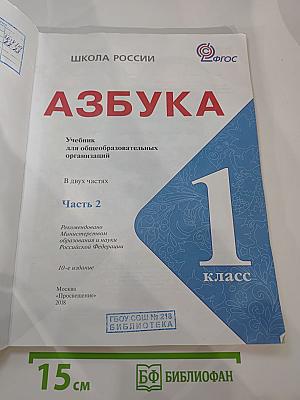 ШКОЛА РОССИИ
ФГОС
АЗБУКА
Учебник
для общеобразовательных
организаций
В двух частях
Часть 2
Рекомендовано
Министерством
образования и науки
Российской Федерации
10-е издание
1
класс
Москва
«Просвещение»
2018
ГБОУ СОШ № 218
БИБЛИОТЕКА
15 см
БФ БИБЛИОФАН